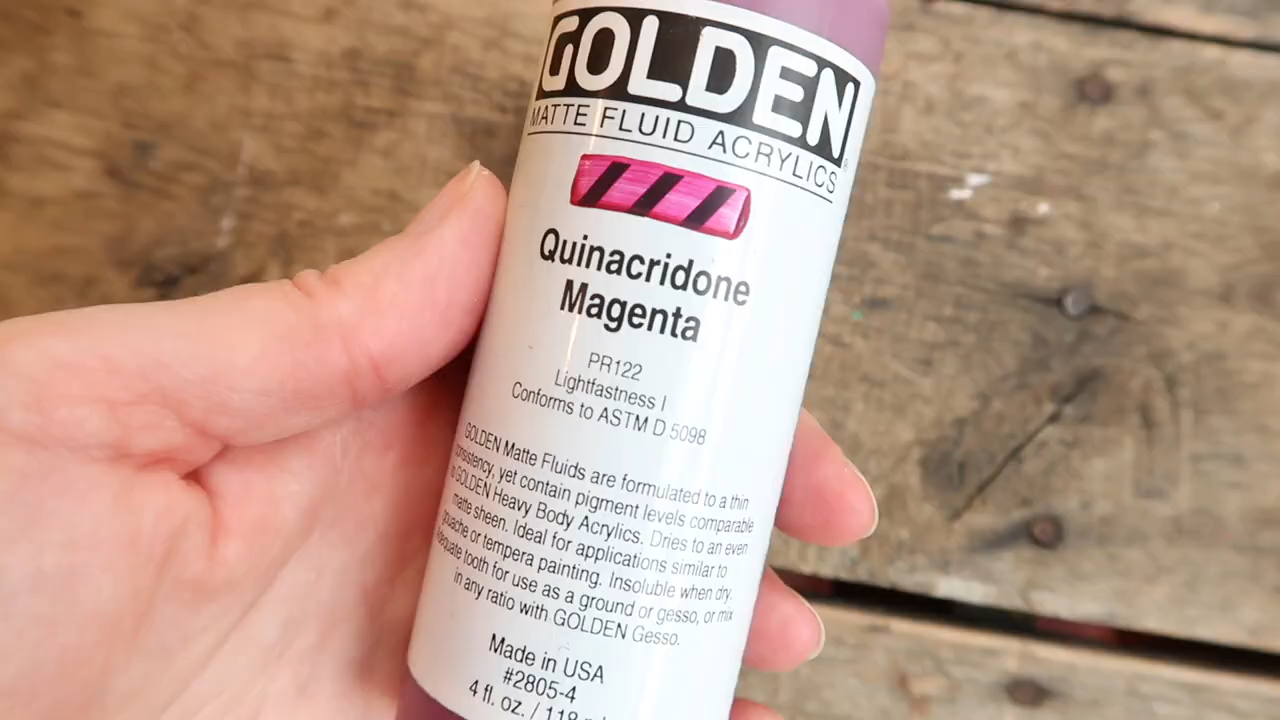 GOLDEN
MATTE FLUID ACRYLICS
Quinacridone
Magenta
PR122
Lightfastness I
Conforms to ASTM D 5098
GOLDEN Matte Fluids are formulated to a thin
consistency, yet contain pigment levels comparable
to GOLDEN Heavy Body Acrylics. Dries to an even
matte sheen. Ideal for applications similar to
gouache or tempera painting. Insoluble when dry.
Adequate tooth for use as a ground or gesso, or mix
in any ratio with GOLDEN Gesso.
Made in USA
#2805-4
4 fl. oz. / 118